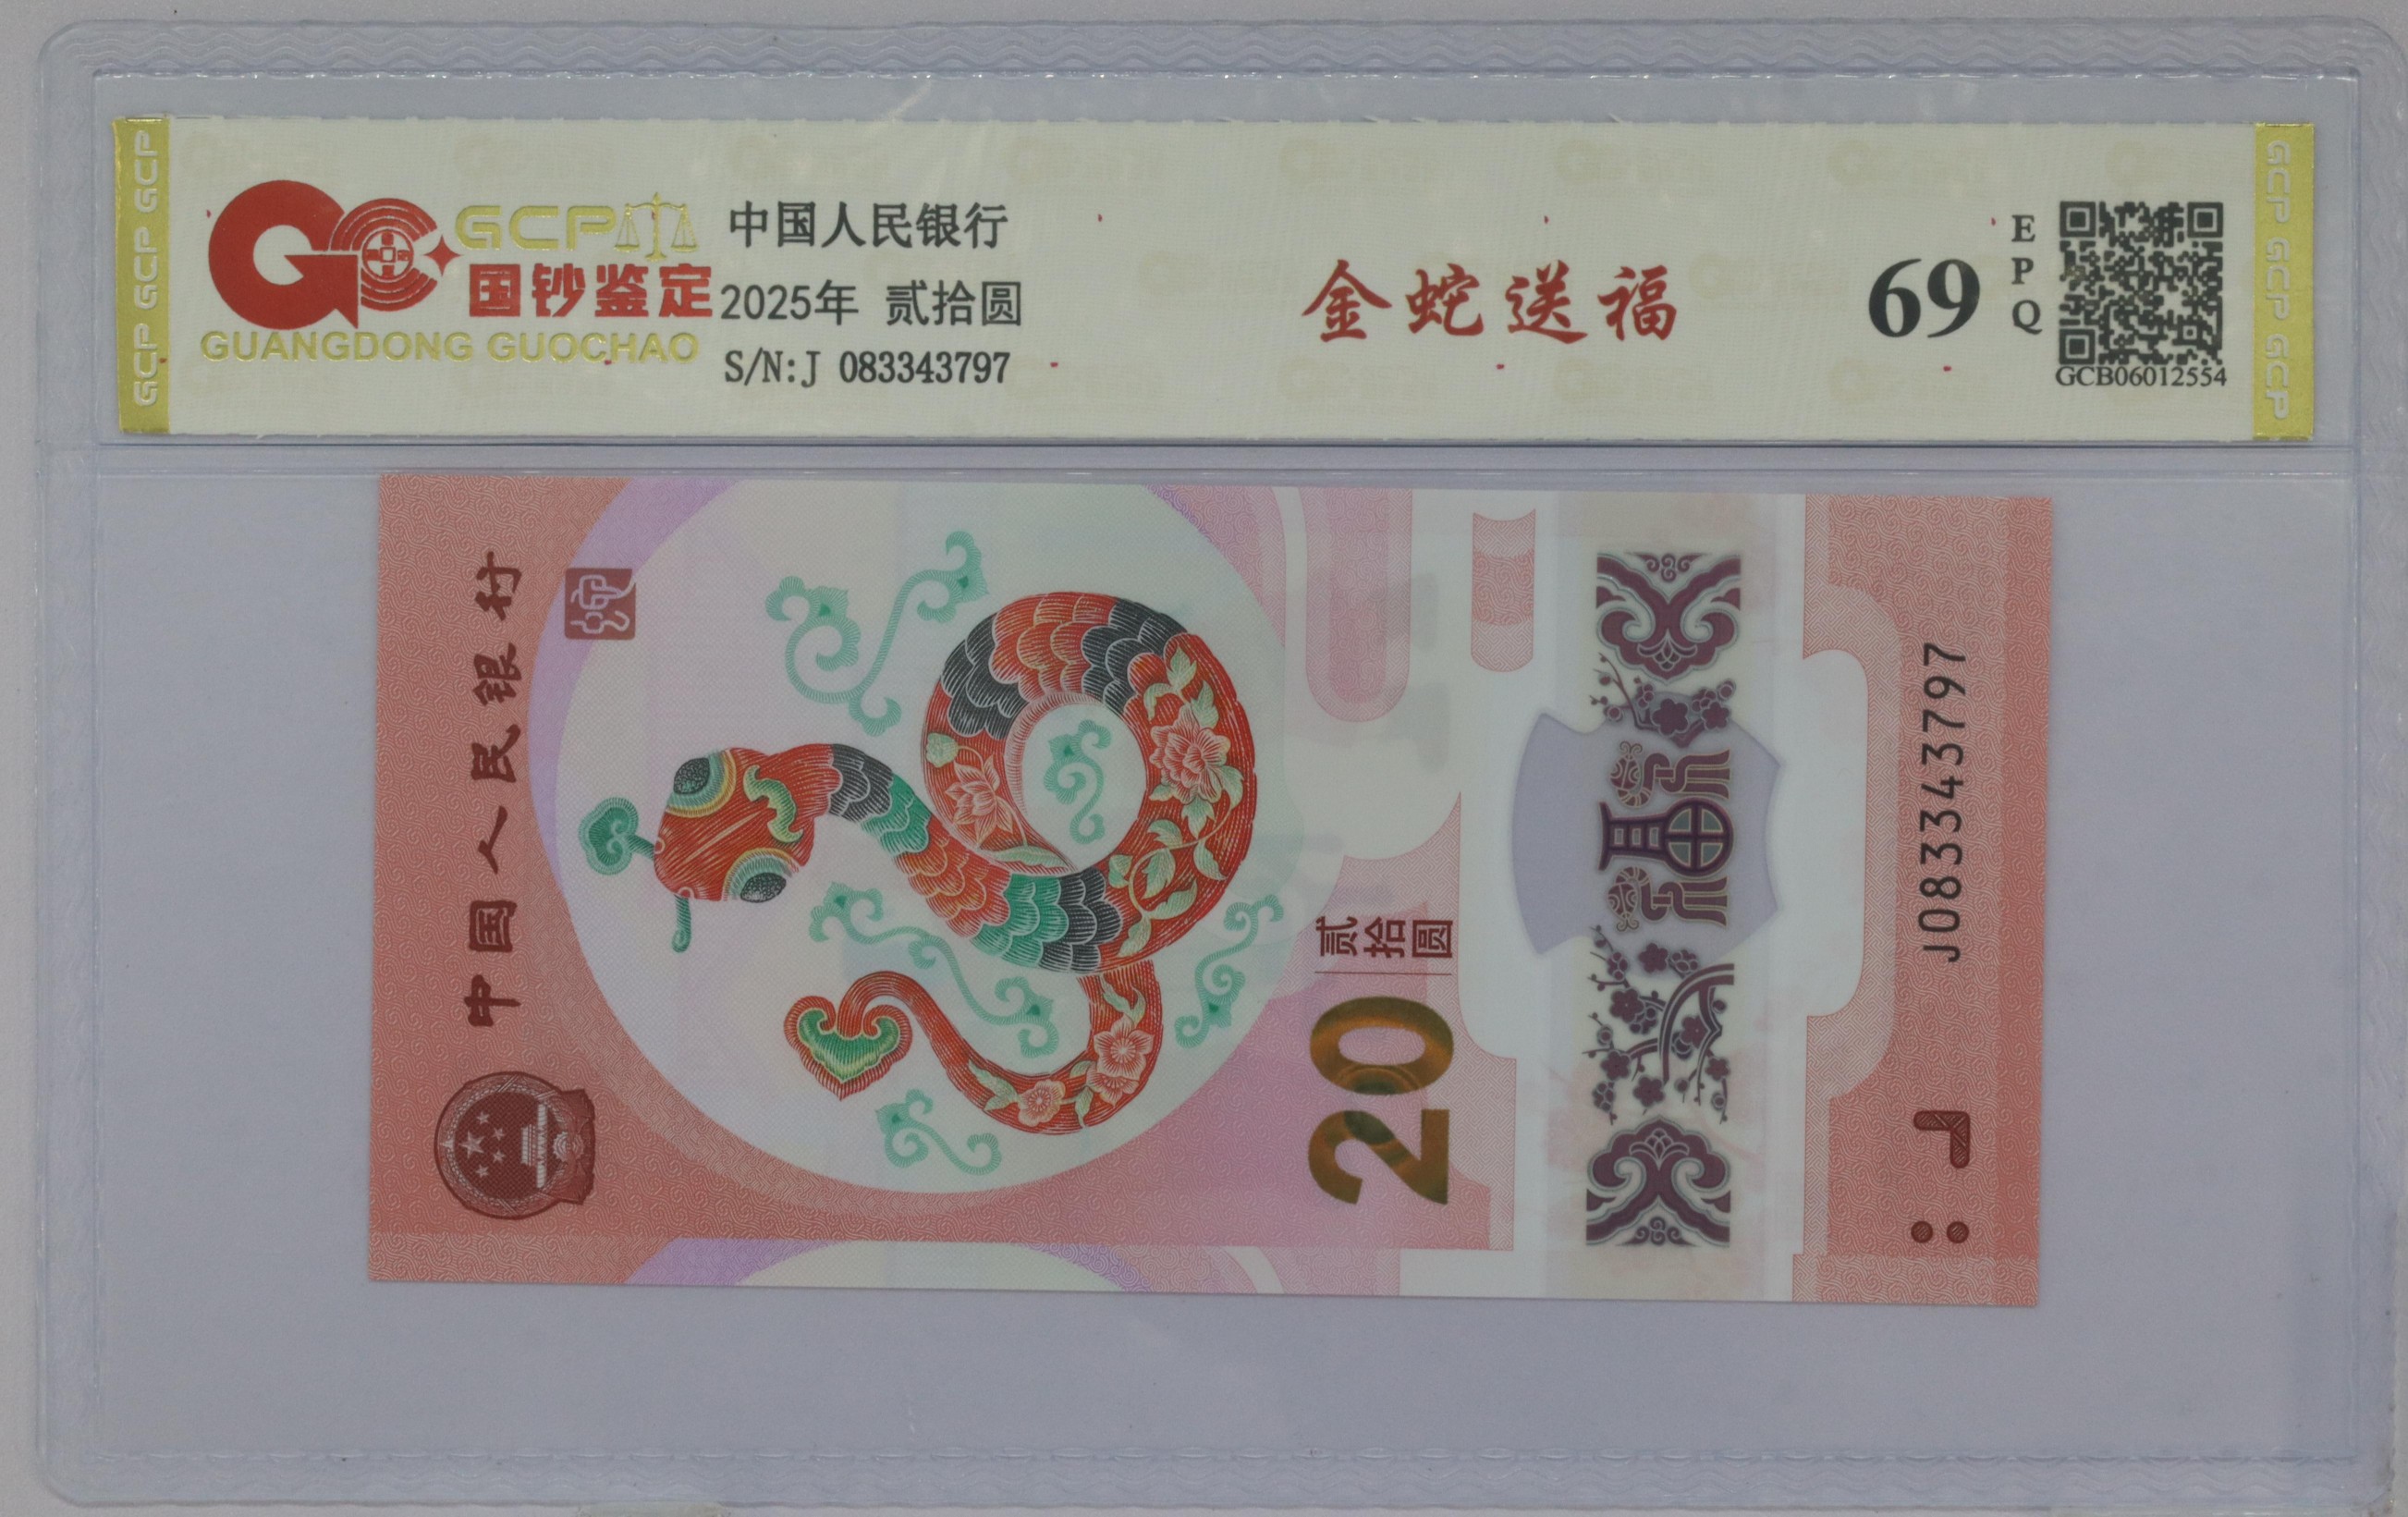 GCP GCP GCP
GCP
国钞鉴定
GUANGDONG GUOCHAO
中国人民银行
2025年 贰拾圆
S/N:J 083343797
金蛇送福
69
EPQ
GCB06012554
GCP GCP GCP
中国人民银行
蛇
20
贰拾圆
福
J083343797